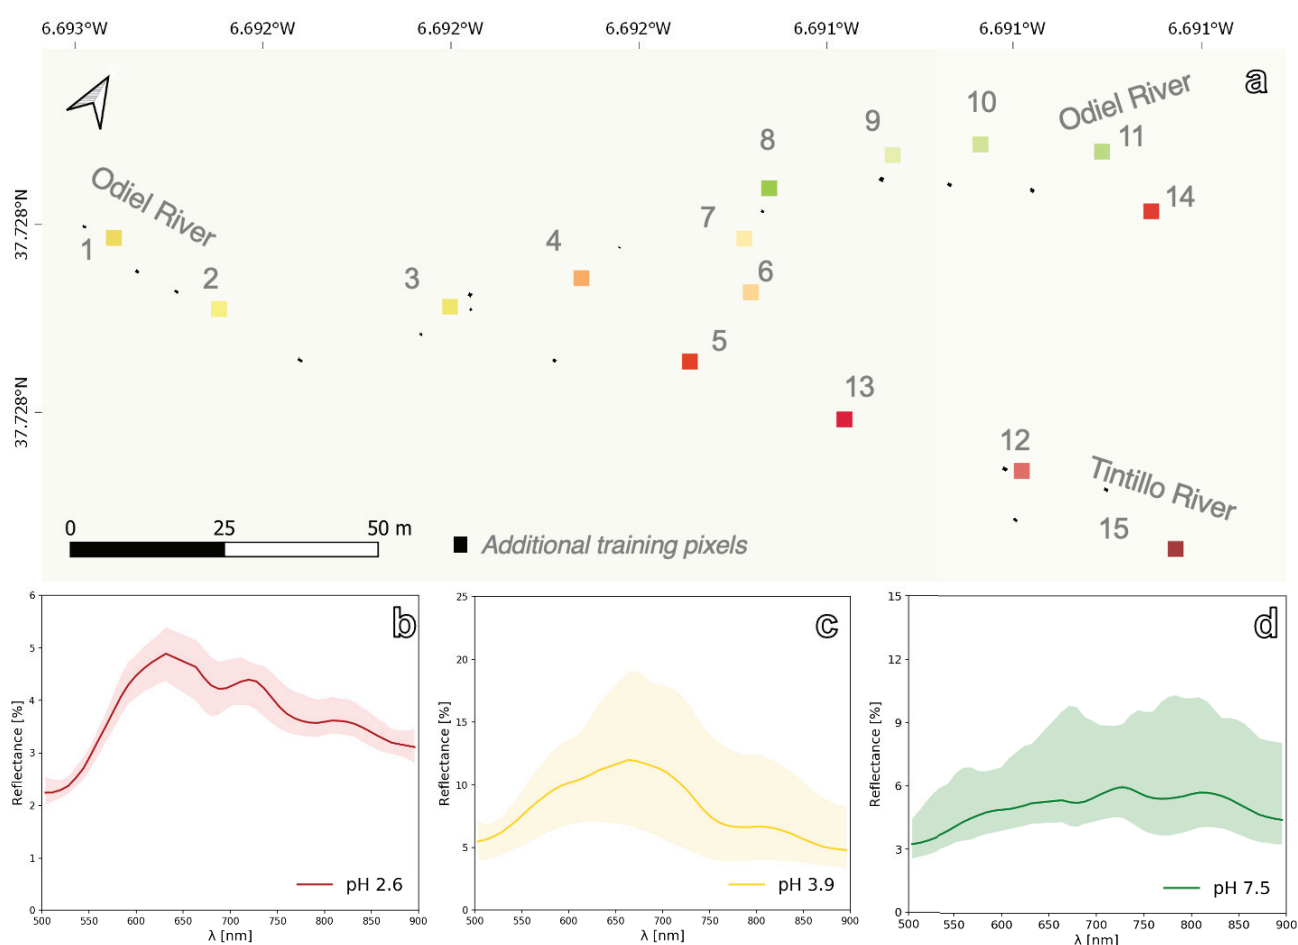 6.693°W 6.692°W 6.692°W 6.692°W 6.691°W 6.691°W 6.691°W
a
Odiel River
Odiel River
37.728°N
37.728°N
1
2
3
4
5
6
7
8
9
10
11
14
13
12
15
Tintillo River
0 25 50 m
Additional training pixels
b
Reflectance [%]
6
5
4
3
2
1
0
pH 2.6
500 550 600 650 700 750 800 850 900
λ [nm]
c
Reflectance [%]
25
20
15
10
5
0
pH 3.9
500 550 600 650 700 750 800 850 900
λ [nm]
d
Reflectance [%]
15
12
9
6
3
0
pH 7.5
500 550 600 650 700 750 800 850 900
λ [nm]